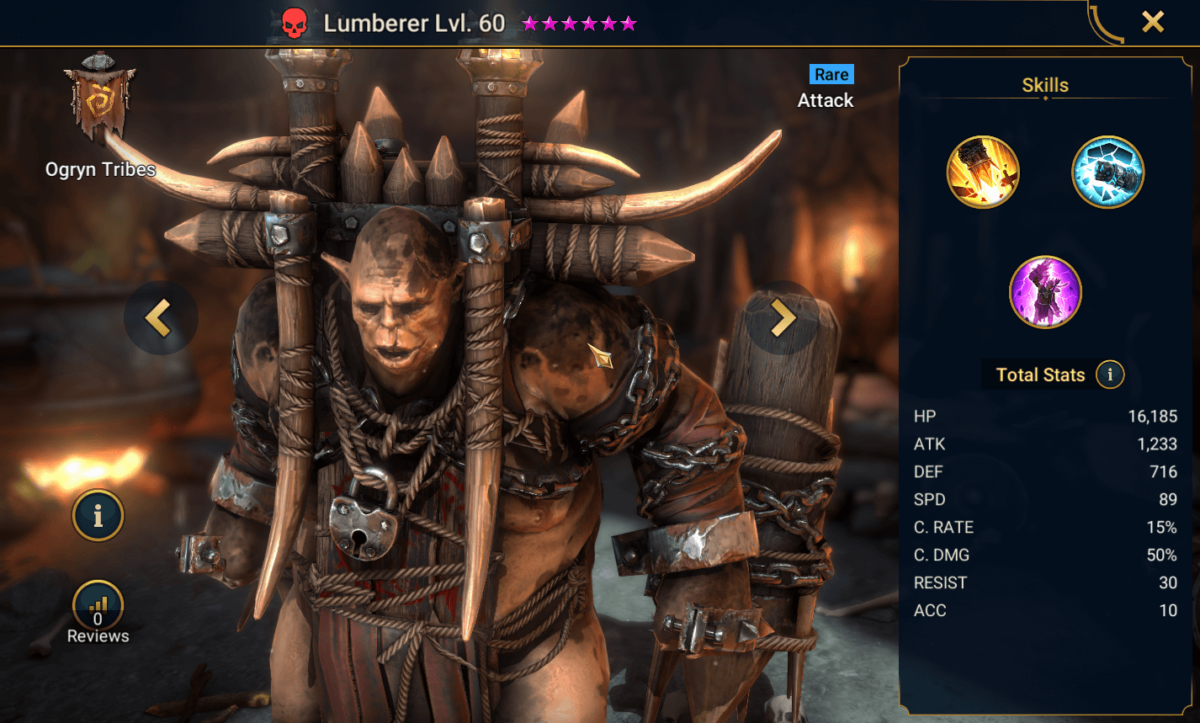 Lumberer Lvl. 60
Rare
Attack
Ogryn Tribes
0
Reviews
Skills
Total Stats
HP 16,185
ATK 1,233
DEF 716
SPD 89
C. RATE 15%
C. DMG 50%
RESIST 30
ACC 10